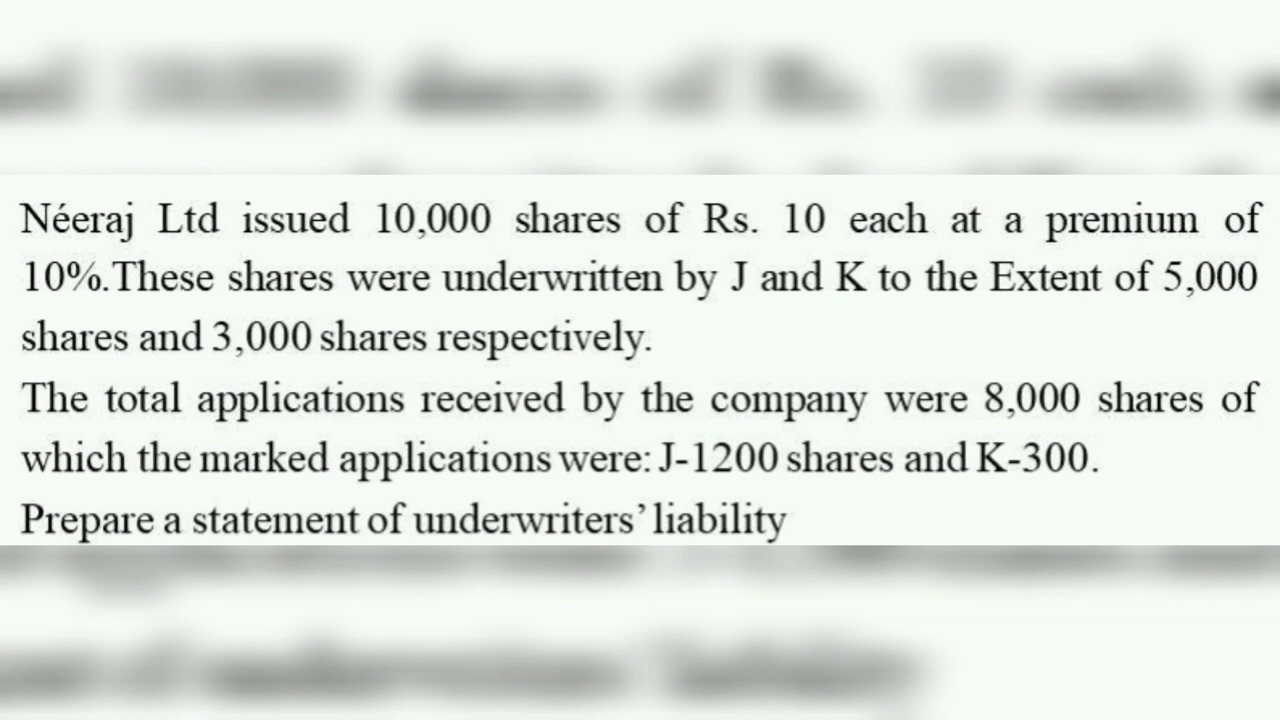 Néeraj Ltd issued 10,000 shares of Rs. 10 each at a premium of
10%.These shares were underwritten by J and K to the Extent of 5,000
shares and 3,000 shares respectively.
The total applications received by the company were 8,000 shares of
which the marked applications were: J-1200 shares and K-300.
Prepare a statement of underwriters’ liability